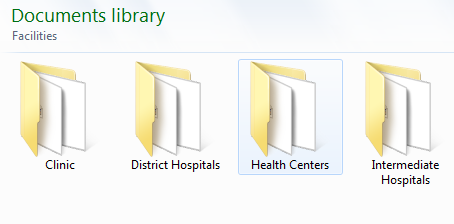 Documents library
Facilities
Clinic
District Hospitals
Health Centers
Intermediate
Hospitals